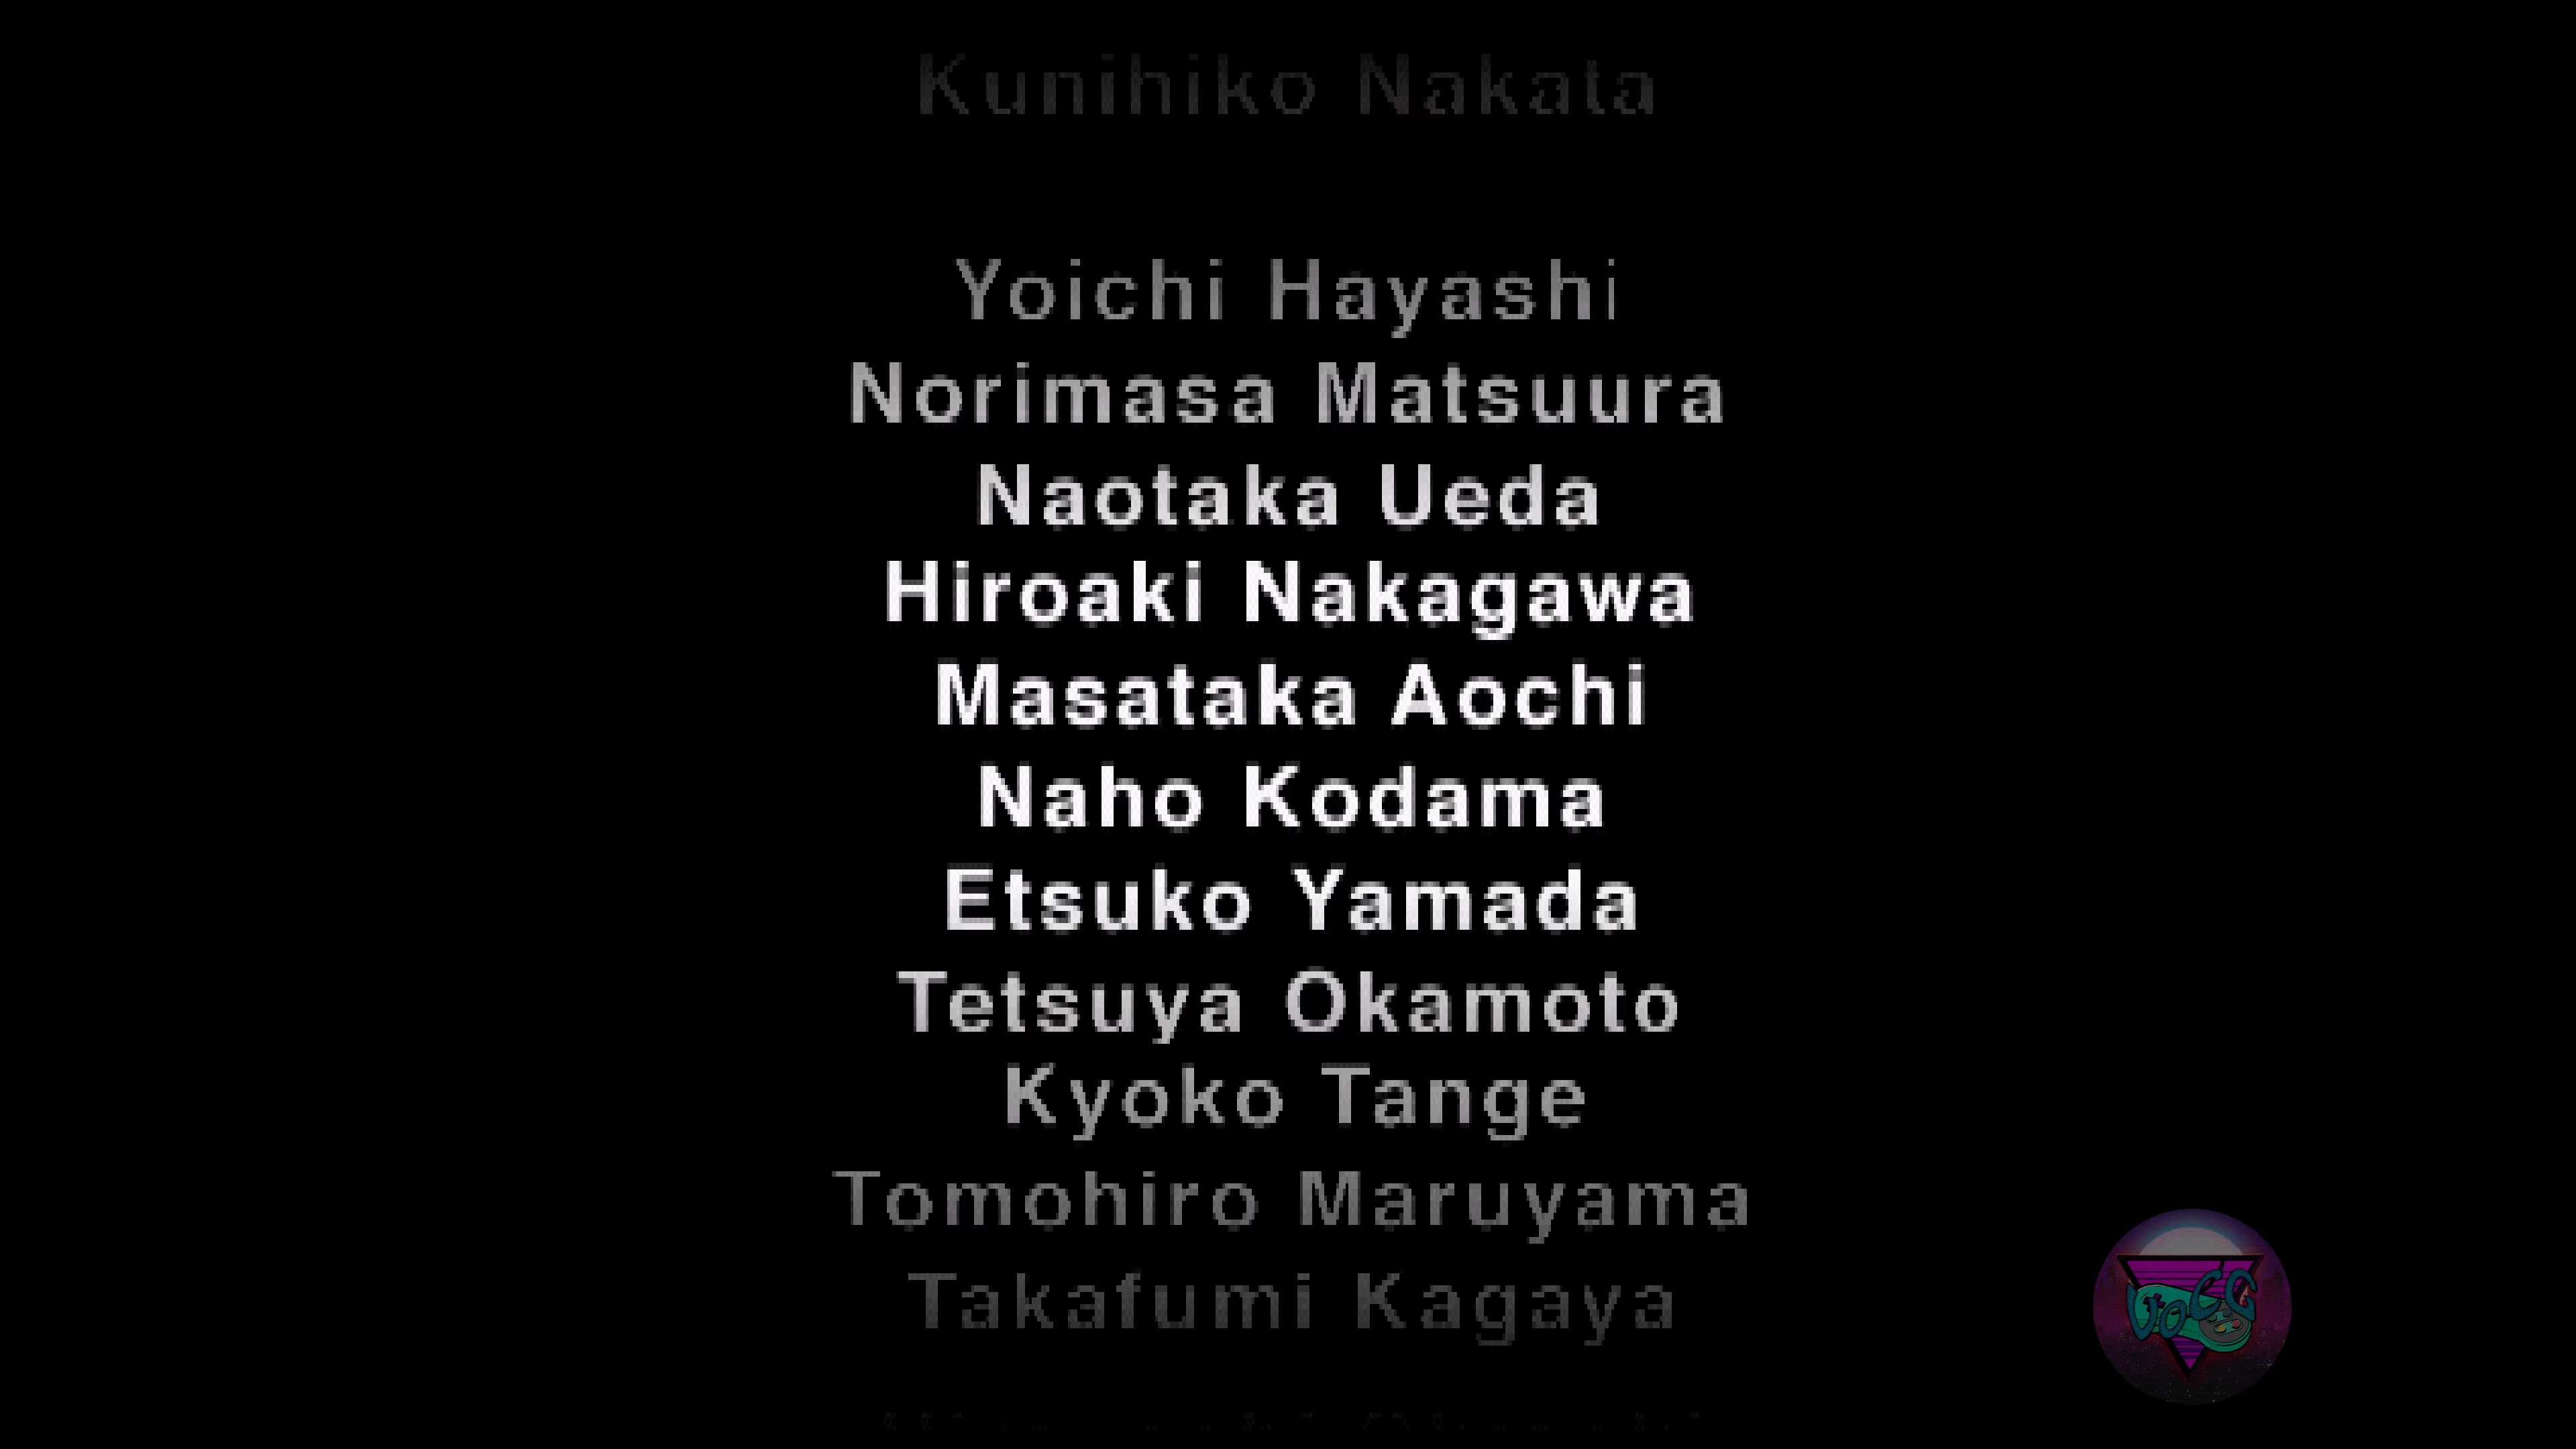 Kunihiko Nakata
Yoichi Hayashi
Norimasa Matsuura
Naotaka Ueda
Hiroaki Nakagawa
Masataka Aochi
Naho Kodama
Etsuko Yamada
Tetsuya Okamoto
Kyoko Tange
Tomohiro Maruyama
Takafumi Kagaya
VoCG